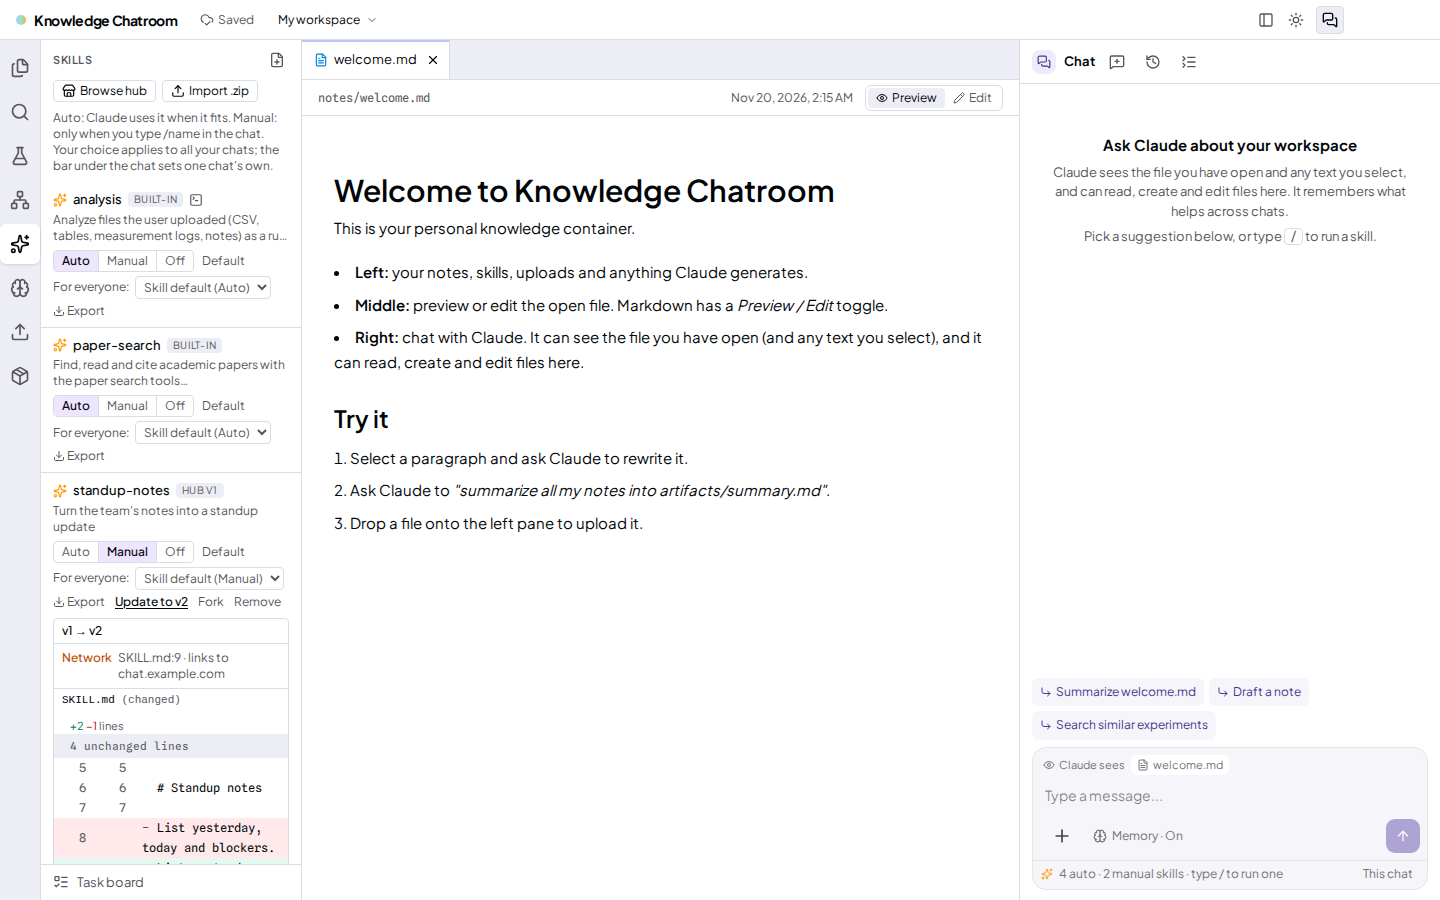 Knowledge Chatroom
Saved
My workspace
SKILLS
Browse hub
Import .zip
Auto: Claude uses it when it fits. Manual:
only when you type /name in the chat.
Your choice applies to all your chats; the
bar under the chat sets one chat's own.
analysis BUILT-IN
Analyze files the user uploaded (CSV,
tables, measurement logs, notes) as a ru…
Auto Manual Off Default
For everyone: Skill default (Auto)
Export
paper-search BUILT-IN
Find, read and cite academic papers with
the paper search tools…
Auto Manual Off Default
For everyone: Skill default (Auto)
Export
standup-notes HUB V1
Turn the team's notes into a standup
update
Auto Manual Off Default
For everyone: Skill default (Manual)
Export Update to v2 Fork Remove
v1 → v2
Network SKILL.md:9 · links to
chat.example.com
SKILL.md (changed)
+2 −1 lines
4 unchanged lines
5 5
6 6 # Standup notes
7 7
8 − List yesterday,
today and blockers.
Task board
welcome.md
notes/welcome.md
Nov 20, 2026, 2:15 AM
Preview
Edit
Welcome to Knowledge Chatroom
This is your personal knowledge container.
• Left: your notes, skills, uploads and anything Claude generates.
• Middle: preview or edit the open file. Markdown has a Preview / Edit toggle.
• Right: chat with Claude. It can see the file you have open (and any text you select), and it
can read, create and edit files here.
Try it
1. Select a paragraph and ask Claude to rewrite it.
2. Ask Claude to "summarize all my notes into artifacts/summary.md".
3. Drop a file onto the left pane to upload it.
Chat
Ask Claude about your workspace
Claude sees the file you have open and any text you select,
and can read, create and edit files here. It remembers what
helps across chats.
Pick a suggestion below, or type / to run a skill.
Summarize welcome.md
Draft a note
Search similar experiments
Claude sees welcome.md
Type a message...
Memory · On
4 auto · 2 manual skills · type / to run one
This chat